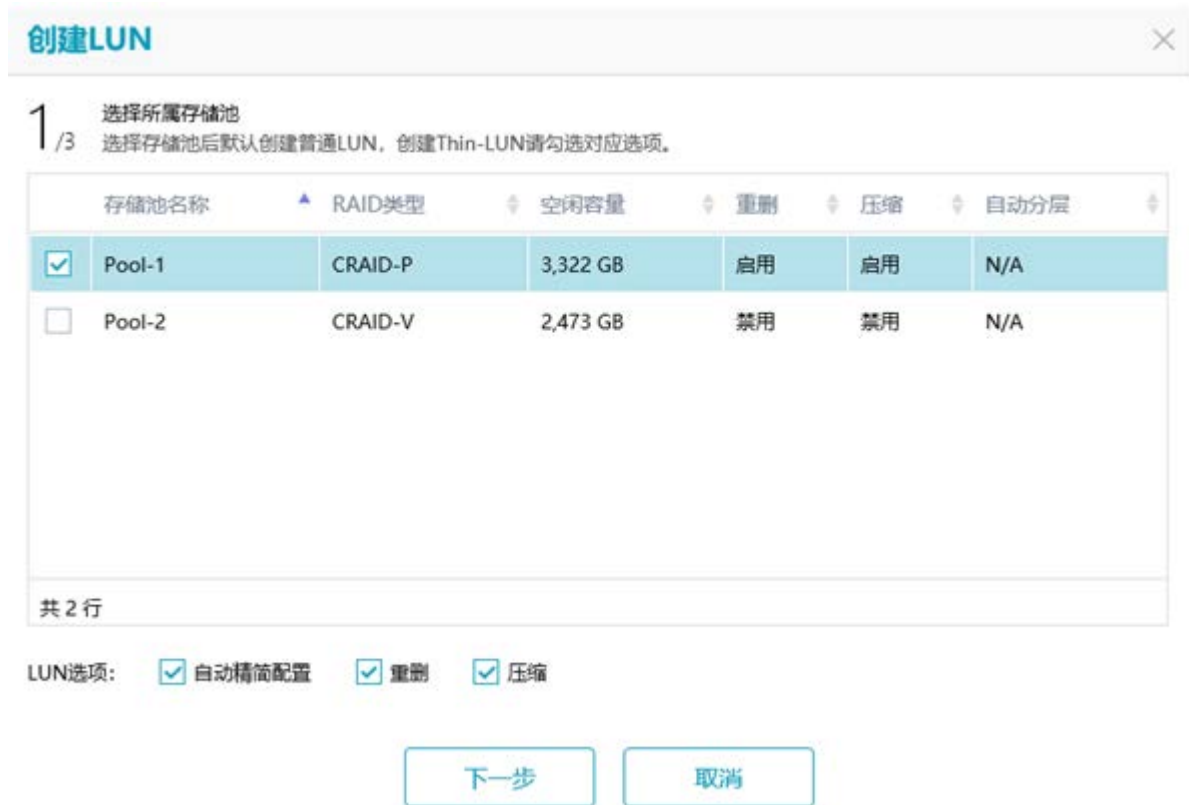 创建LUN
1/3
选择所属存储池
选择存储池后默认创建普通LUN，创建Thin-LUN请勾选对应选项。
存储池名称 RAID类型 空闲容量 重删 压缩 自动分层
Pool-1 CRAID-P 3,322 GB 启用 启用 N/A
Pool-2 CRAID-V 2,473 GB 禁用 禁用 N/A
共 2 行
LUN选项： 自动精简配置 重删 压缩
下一步 取消